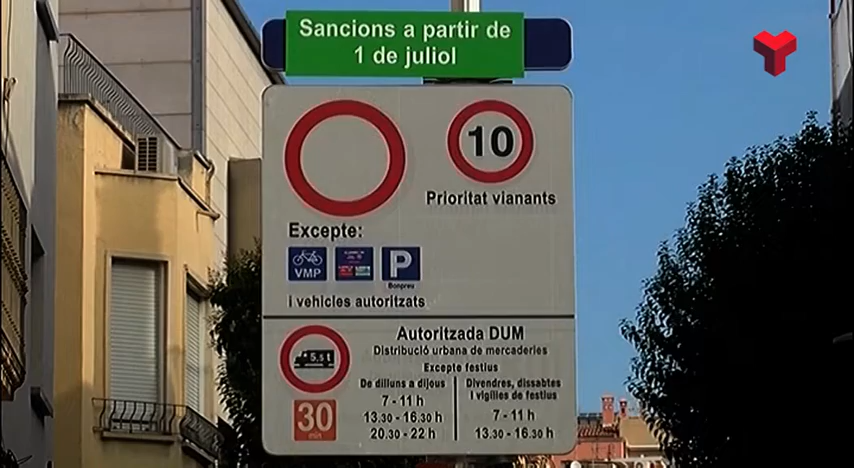 Sancions a partir de
1 de juliol
10
Prioritat vianants
Excepte:
VMP
P
Bonpreu
i vehicles autoritzats
Autoritzada DUM
Distribució urbana de mercaderies
Excepte festius
5,5 t
30
min
De dilluns a dijous
7 - 11 h
13.30 - 16.30 h
20.30 - 22 h
Divendres, dissabtes
i vigílies de festius
7 - 11 h
13.30 - 16.30 h